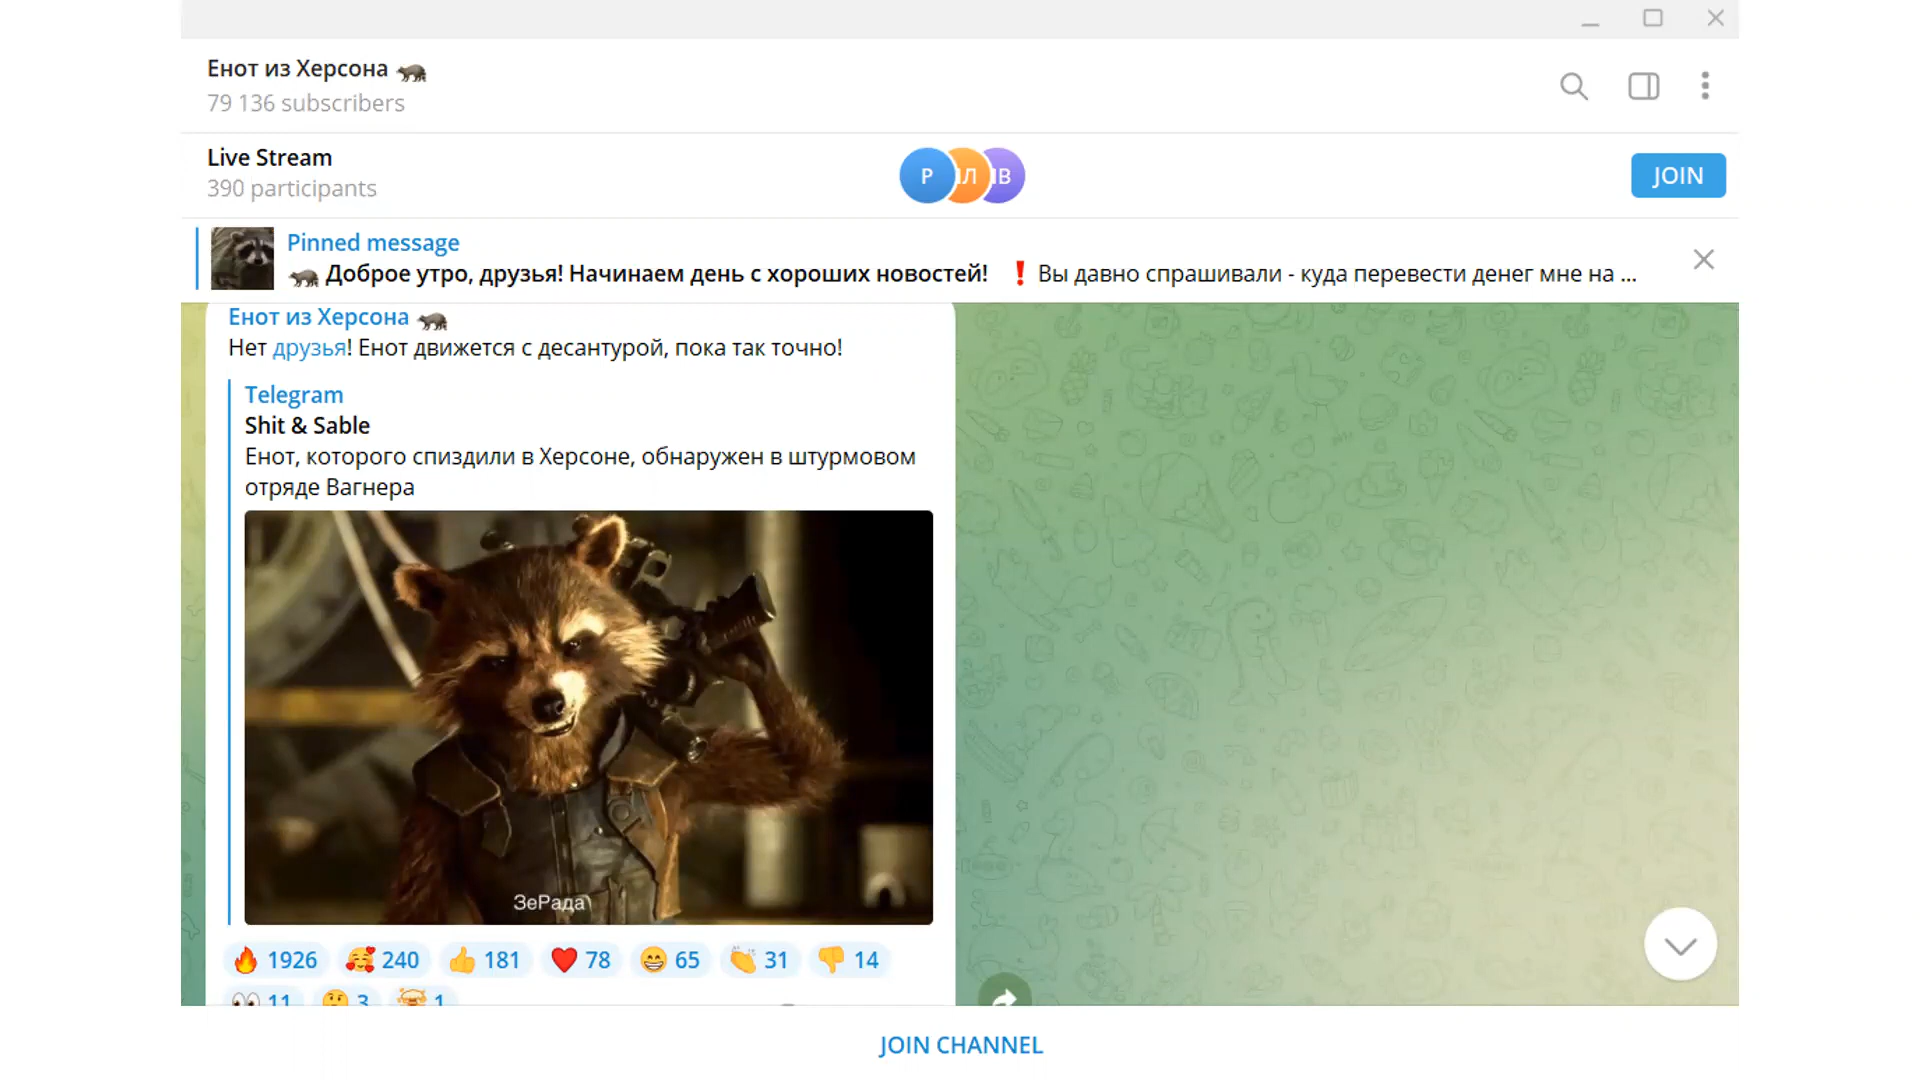 Енот из Херсона
79 136 subscribers
Live Stream
390 participants
Р
Л
В
JOIN
Pinned message
Доброе утро, друзья! Начинаем день с хороших новостей! ❗ Вы давно спрашивали - куда перевести денег мне на ...
Енот из Херсона
Нет друзья! Енот движется с десантурой, пока так точно!
Telegram
Shit & Sable
Енот, которого спиздили в Херсоне, обнаружен в штурмовом
отряде Вагнера
ЗеРада
1926 240 181 78 65 31 14
11 3 1
JOIN CHANNEL